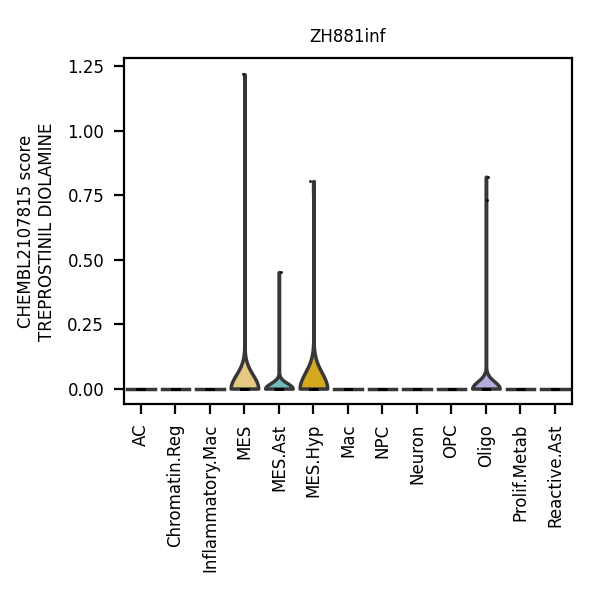 ZH881inf
CHEMBL2107815 score
TREPROSTINIL DIOLAMINE
1.25
1.00
0.75
0.50
0.25
0.00
AC
Chromatin.Reg
Inflammatory.Mac
MES
MES.Ast
MES.Hyp
Mac
NPC
Neuron
OPC
Oligo
Prolif.Metab
Reactive.Ast